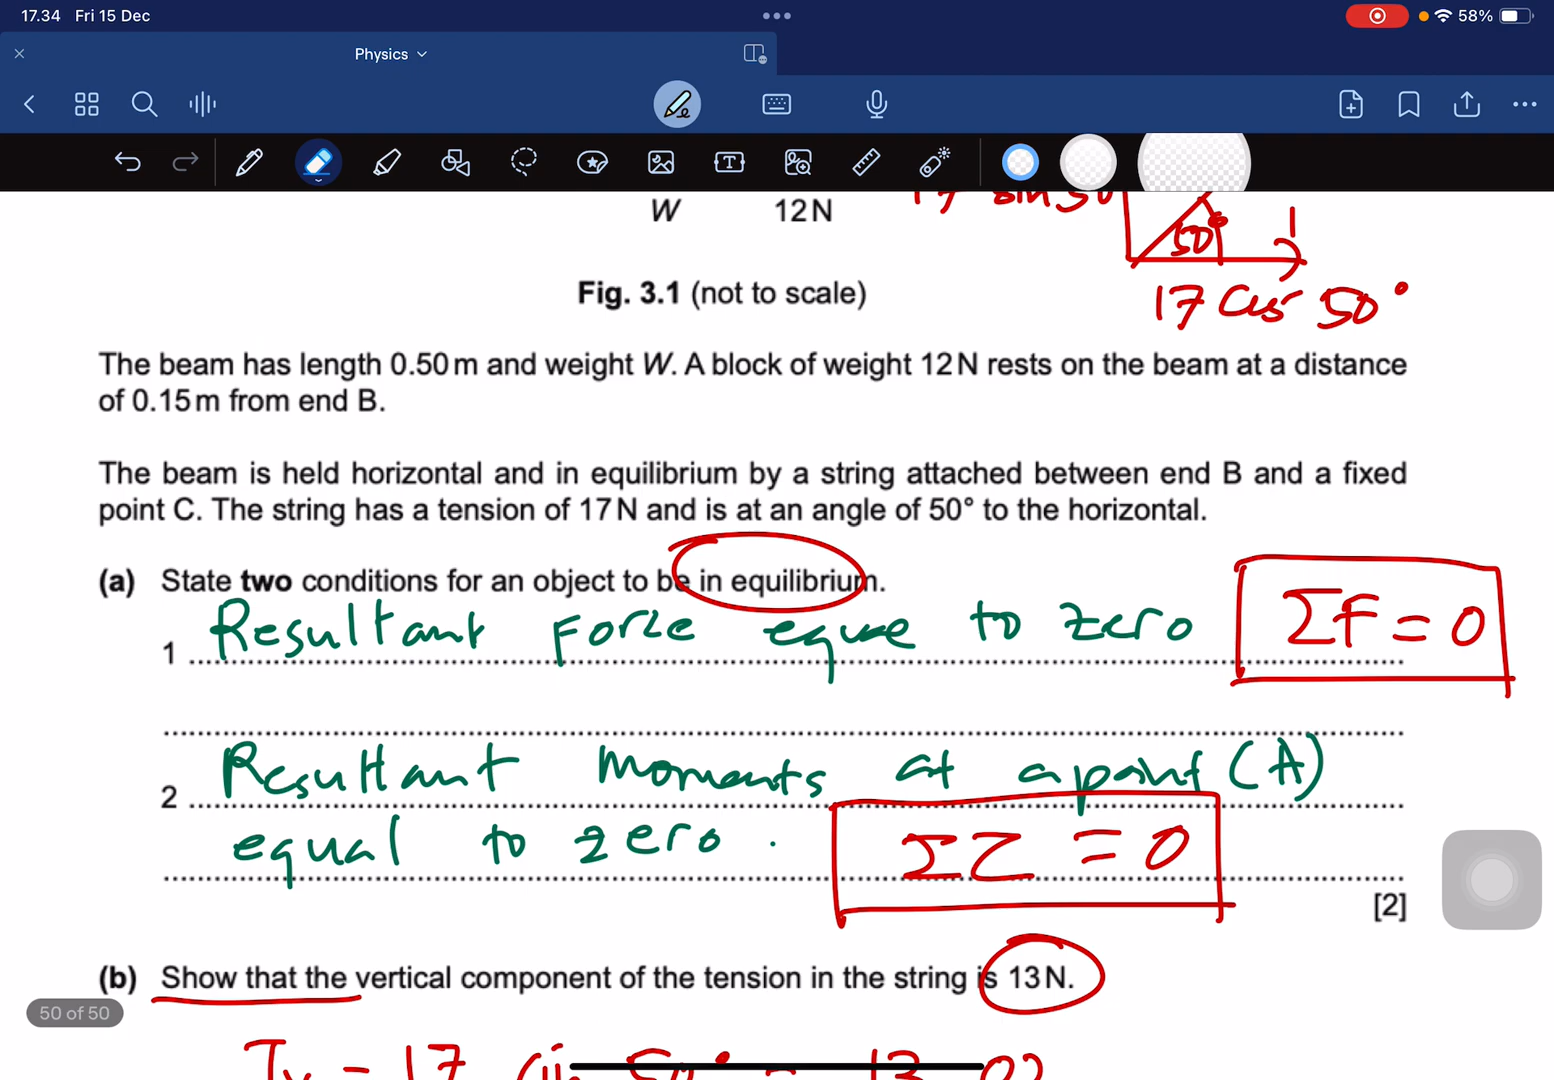 17.34 Fri 15 Dec
58%
Physics
17 sin 50
W 12 N
50
17 cos 50°
Fig. 3.1 (not to scale)
The beam has length 0.50 m and weight W. A block of weight 12 N rests on the beam at a distance
of 0.15 m from end B.
The beam is held horizontal and in equilibrium by a string attached between end B and a fixed
point C. The string has a tension of 17 N and is at an angle of 50° to the horizontal.
(a) State two conditions for an object to be in equilibrium.
1 Resultant Force to zero ΣF = 0
2 Resultant moments at a point (A)
equal to zero. ΣZ = 0
[2]
(b) Show that the vertical component of the tension in the string is 13 N.
50 of 50
= 17 50° =